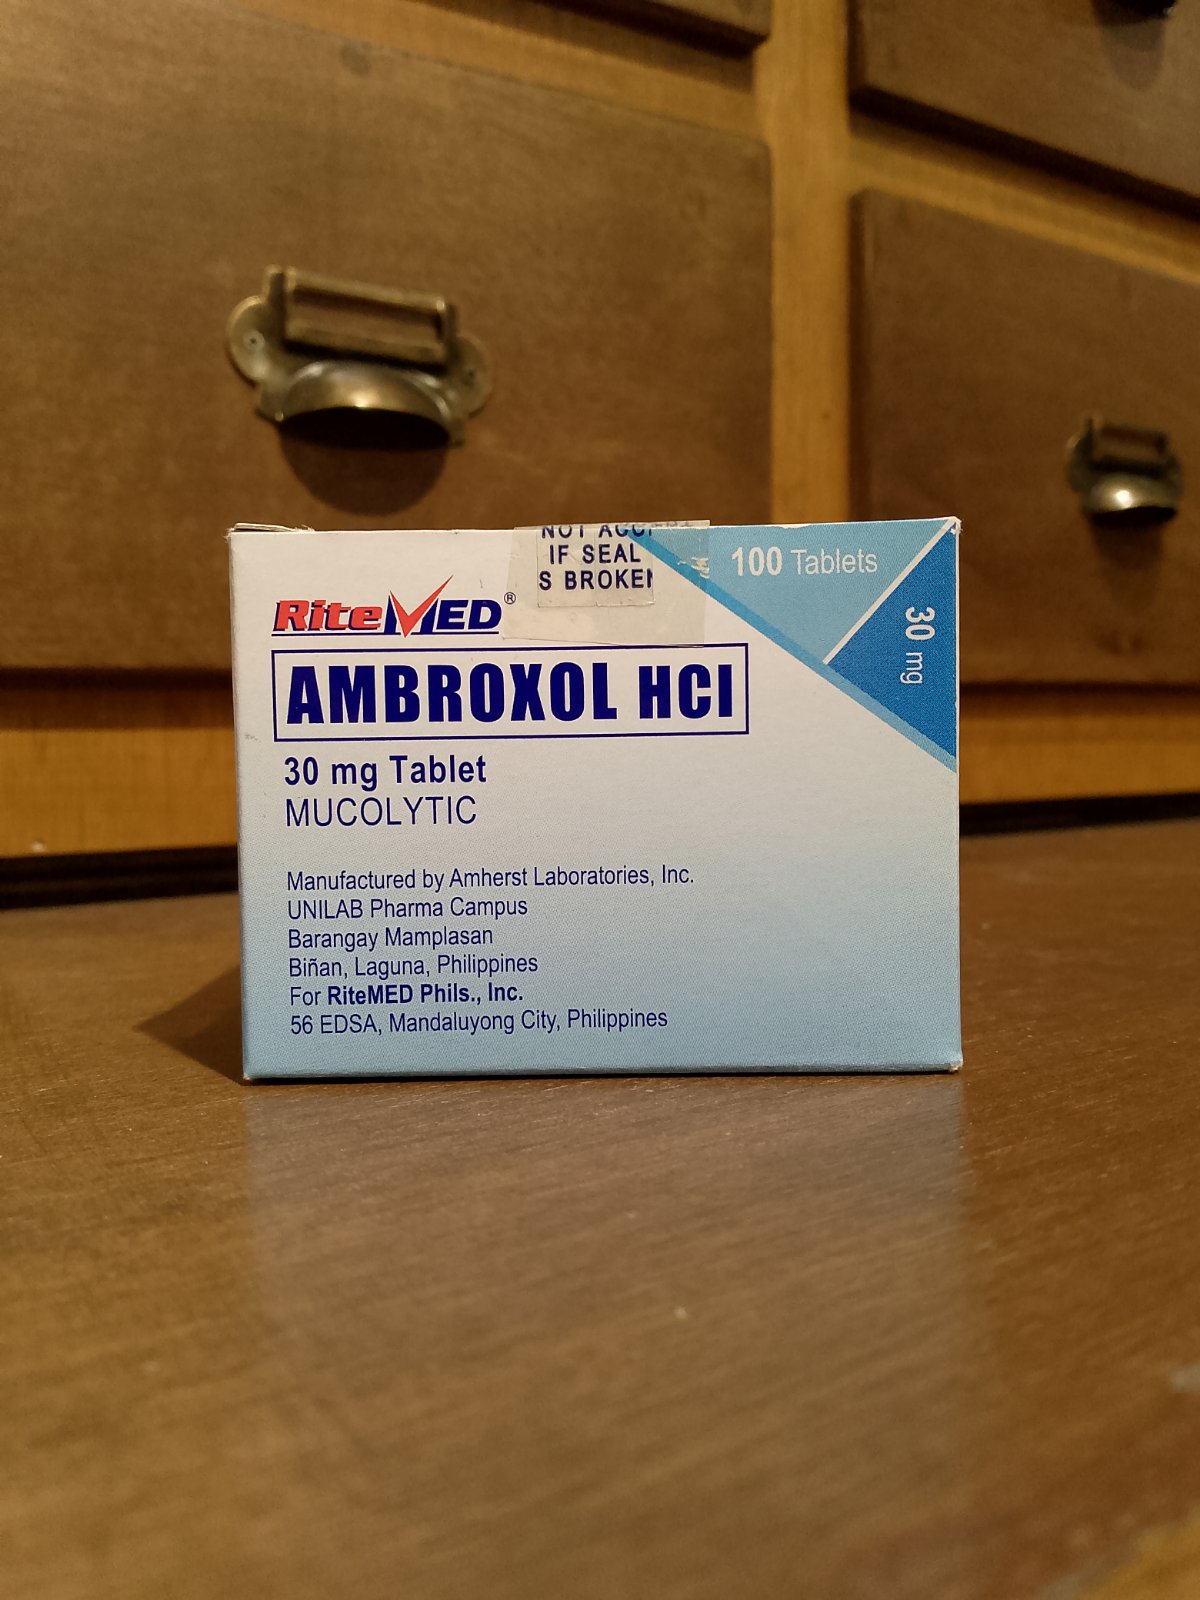 IF SEAL
100 Tablets
30 mg
RiteMED®
AMBROXOL HCl
30 mg Tablet
MUCOLYTIC
Manufactured by Amherst Laboratories, Inc.
UNILAB Pharma Campus
Barangay Mamplasan
Biñan, Laguna, Philippines
For RiteMED Phils., Inc.
56 EDSA, Mandaluyong City, Philippines